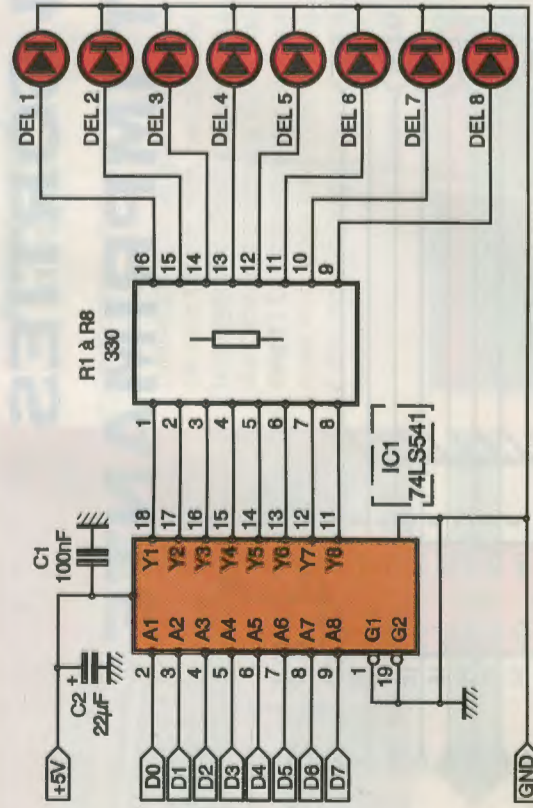 +5V
C2
22µF
+
C1
100nF
R1 à R8
330
D0
D1
D2
D3
D4
D5
D6
D7
2
3
4
5
6
7
8
9
A1
A2
A3
A4
A5
A6
A7
A8
1
G1
19
G2
Y1
Y2
Y3
Y4
Y5
Y6
Y7
Y8
18
17
16
15
14
13
12
11
1
2
3
4
5
6
7
8
16
15
14
13
12
11
10
9
DEL 1
DEL 2
DEL 3
DEL 4
DEL 5
DEL 6
DEL 7
DEL 8
IC1
74LS541
GND